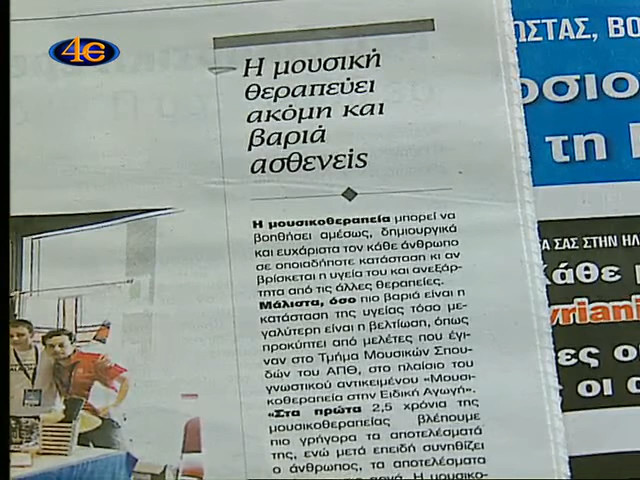 4Ε
Η μουσική
θεραπεύει
ακόμη και
βαριά
ασθενείς
Η μουσικοθεραπεία μπορεί να
βοηθήσει αμέσως, δημιουργικά
και ευχάριστα τον κάθε άνθρωπο
σε οποιαδήποτε κατάσταση κι αν
βρίσκεται η υγεία του και ανεξάρ-
τητα από τις άλλες θεραπείες.
Μάλιστα, όσο πιο βαριά είναι η
κατάσταση της υγείας τόσο με-
γαλύτερη είναι η βελτίωση, όπως
προκύπτει από μελέτες που έγι-
ναν στο Τμήμα Μουσικών Σπου-
δών του ΑΠΘ, στο πλαίσιο του
γνωστικού αντικειμένου «Μουσι-
κοθεραπεία στην Ειδική Αγωγή».
«Στα πρώτα 2,5 χρόνια της
μουσικοθεραπείας βλέπουμε
πιο γρήγορα τα αποτελέσματά
της, ενώ μετά επειδή συνηθίζει
ο άνθρωπος, τα αποτελέσματα
ΩΣΤΑΣ, ΒΟ
οσιο
τη
Α ΣΑΣ ΣΤΗΝ ΗΛ
κάθε
yriani
ες ο
οι ο